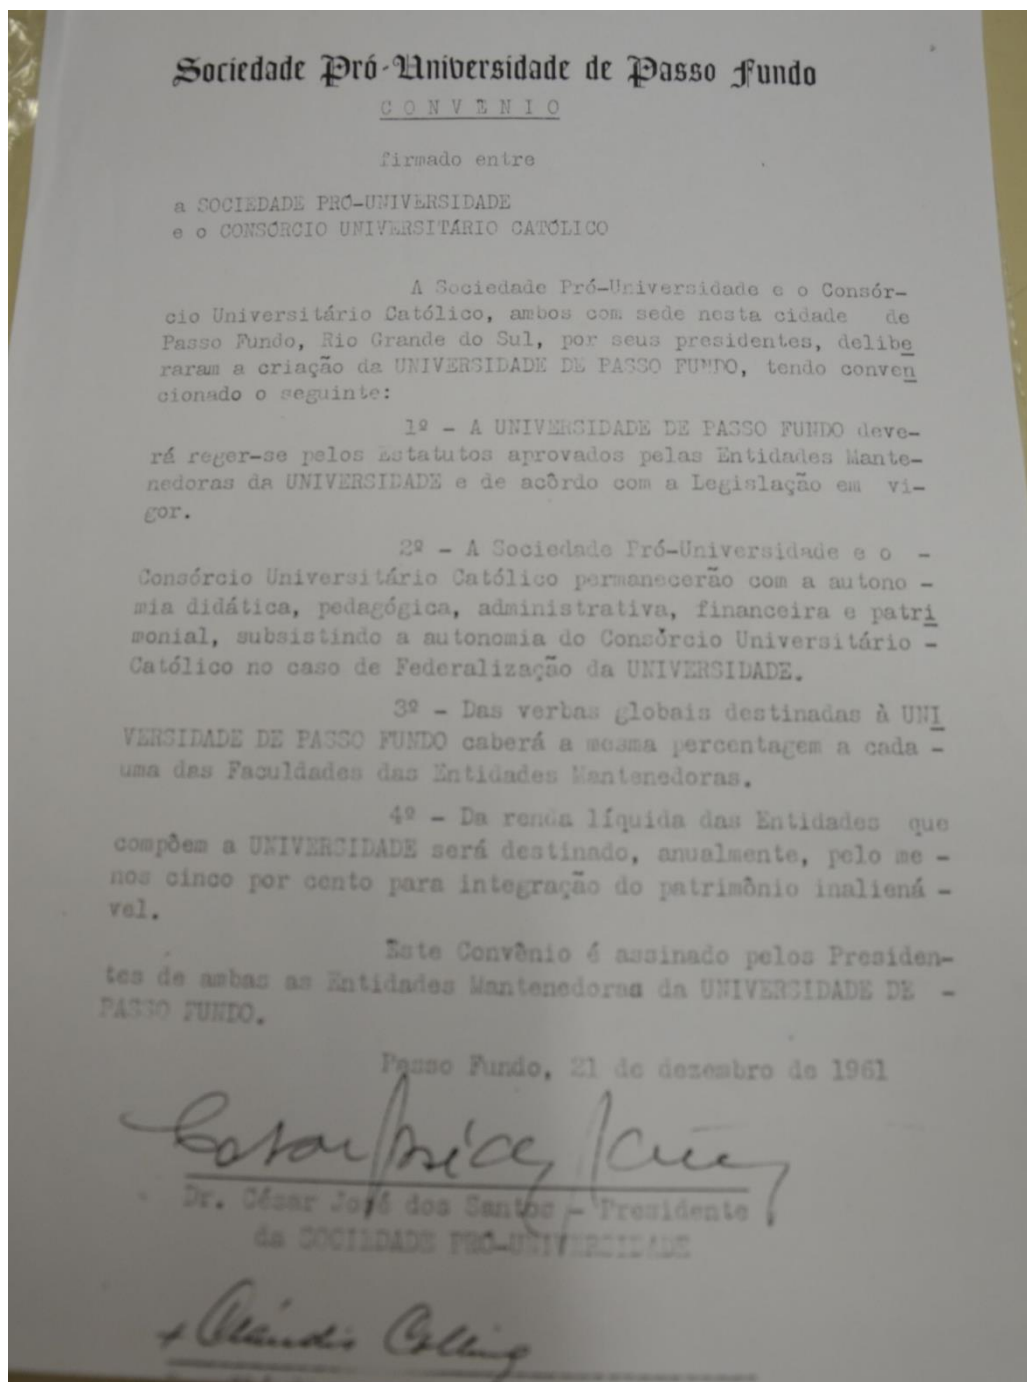 Sociedade Pró-Universidade de Passo Fundo
CONVENIO
firmado entre
a SOCIEDADE PRÓ-UNIVERSIDADE
e o CONSÓRCIO UNIVERSITÁRIO CATÓLICO
A Sociedade Pró-Universidade e o Consór-
cio Universitário Católico, ambos com sede nesta cidade de
Passo Fundo, Rio Grande do Sul, por seus presidentes, delibe
raram a criação da UNIVERSIDADE DE PASSO FUNDO, tendo conven
cionado o seguinte:
1º - A UNIVERSIDADE DE PASSO FUNDO deve-
rá reger-se pelos Estatutos aprovados pelas Entidades Mante-
nedoras da UNIVERSIDADE e de acôrdo com a Legislação em vi-
gor.
2º - A Sociedade Pró-Universidade e o -
Consórcio Universitário Católico permanecerão com a autono -
mia didática, pedagógica, administrativa, financeira e patri
monial, subsistindo a autonomia do Consórcio Universitário -
Católico no caso de Federalização da UNIVERSIDADE.
3º - Das verbas globais destinadas à UNI
VERSIDADE DE PASSO FUNDO caberá a mesma percentagem a cada -
uma das Faculdades das Entidades Mantenedoras.
4º - Da renda líquida das Entidades que
compõem a UNIVERSIDADE será destinado, anualmente, pelo me -
nos cinco por cento para integração do patrimônio inaliená -
vel.
Este Convênio é assinado pelos Presiden-
tes de ambas as Entidades Mantenedoras da UNIVERSIDADE DE -
PASSO FUNDO.
Passo Fundo, 21 de dezembro de 1961
Dr. César José dos Santos - Presidente
da SOCIEDADE PRÓ-UNIVERSIDADE
+ Cláudio Colling